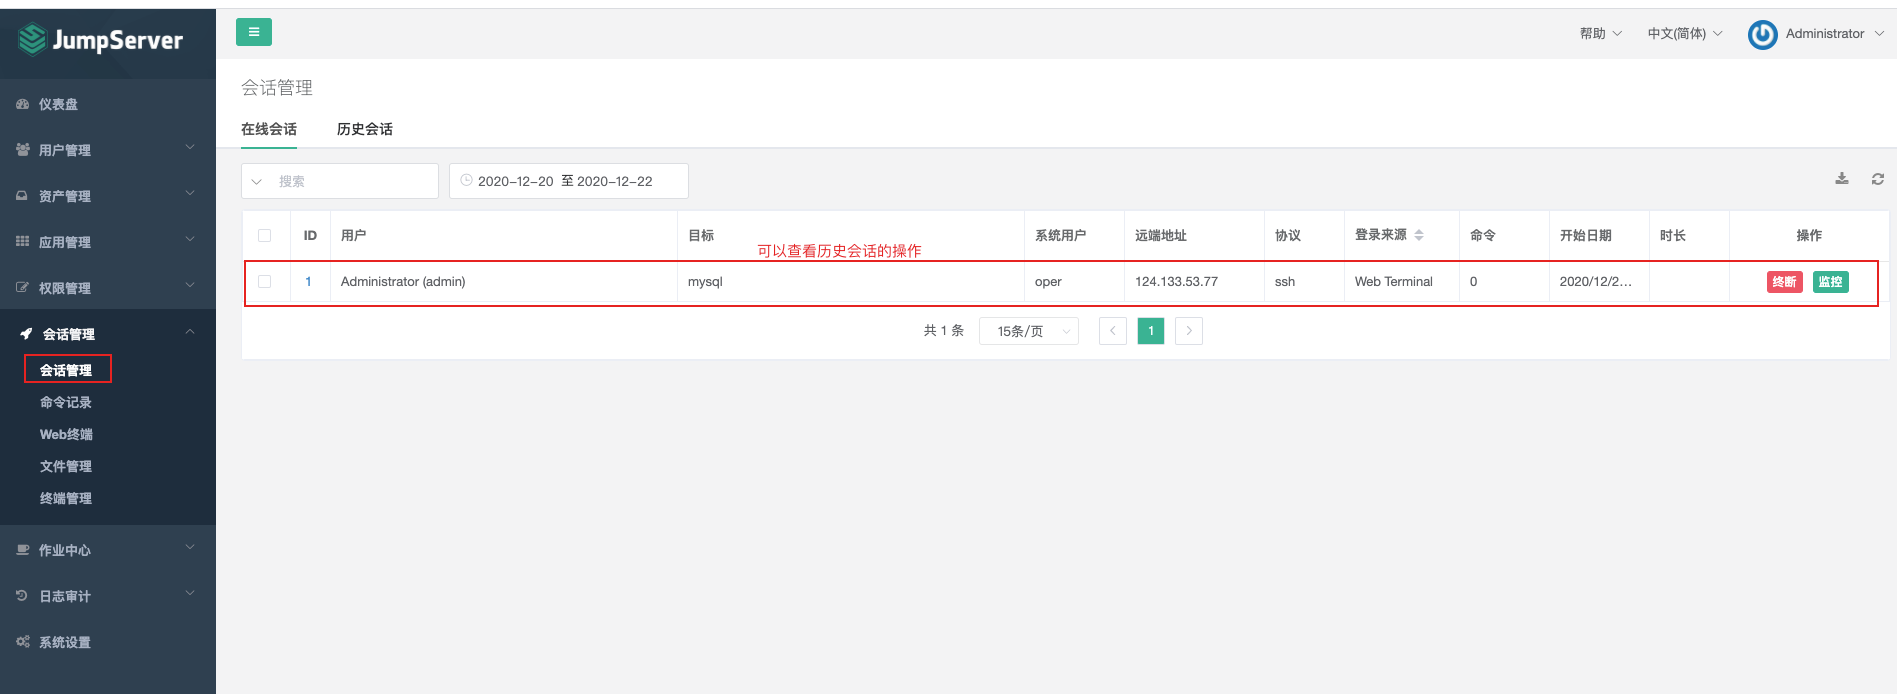 JumpServer
帮助
中文(简体)
Administrator
仪表盘
用户管理
资产管理
应用管理
权限管理
会话管理
会话管理
命令记录
Web终端
文件管理
终端管理
作业中心
日志审计
系统设置
会话管理
在线会话 历史会话
搜索
2020-12-20 至 2020-12-22
ID 用户 目标 系统用户 远端地址 协议 登录来源 命令 开始日期 时长 操作
可以查看历史会话的操作
1 Administrator (admin) mysql oper 124.133.53.77 ssh Web Terminal 0 2020/12/2... 终断 监控
共 1 条 15条/页 1